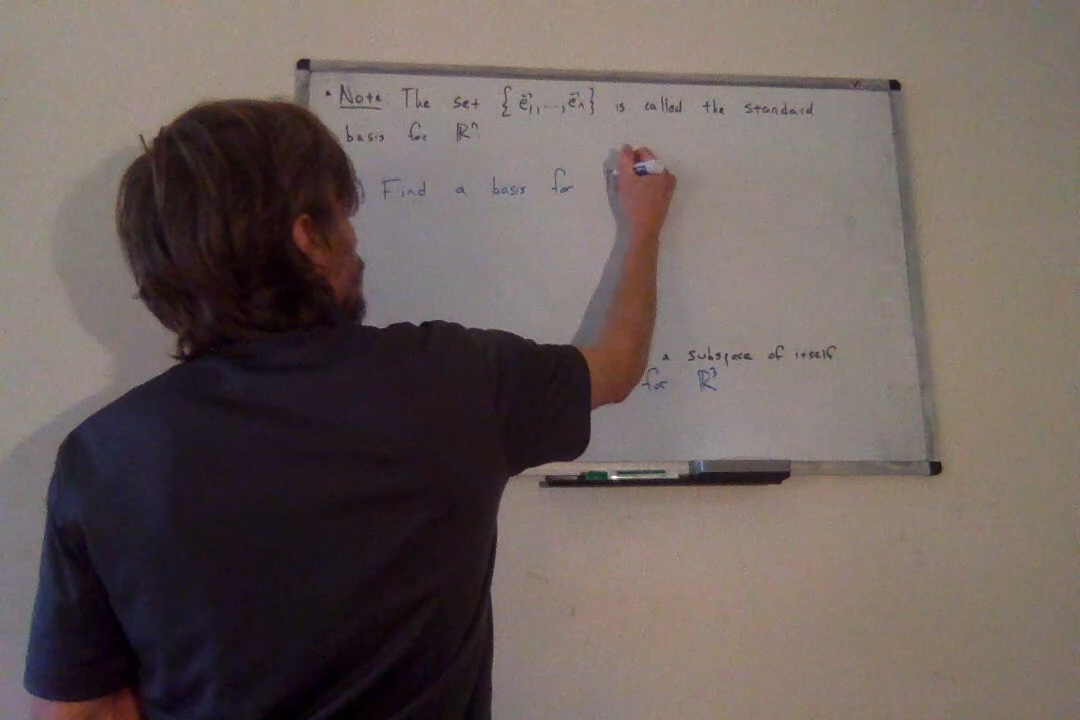 • Note The set {e⃗₁,...,e⃗ₙ} is called the standard
basis for ℝⁿ
) Find a basis for
a subspace of itself
for ℝ³